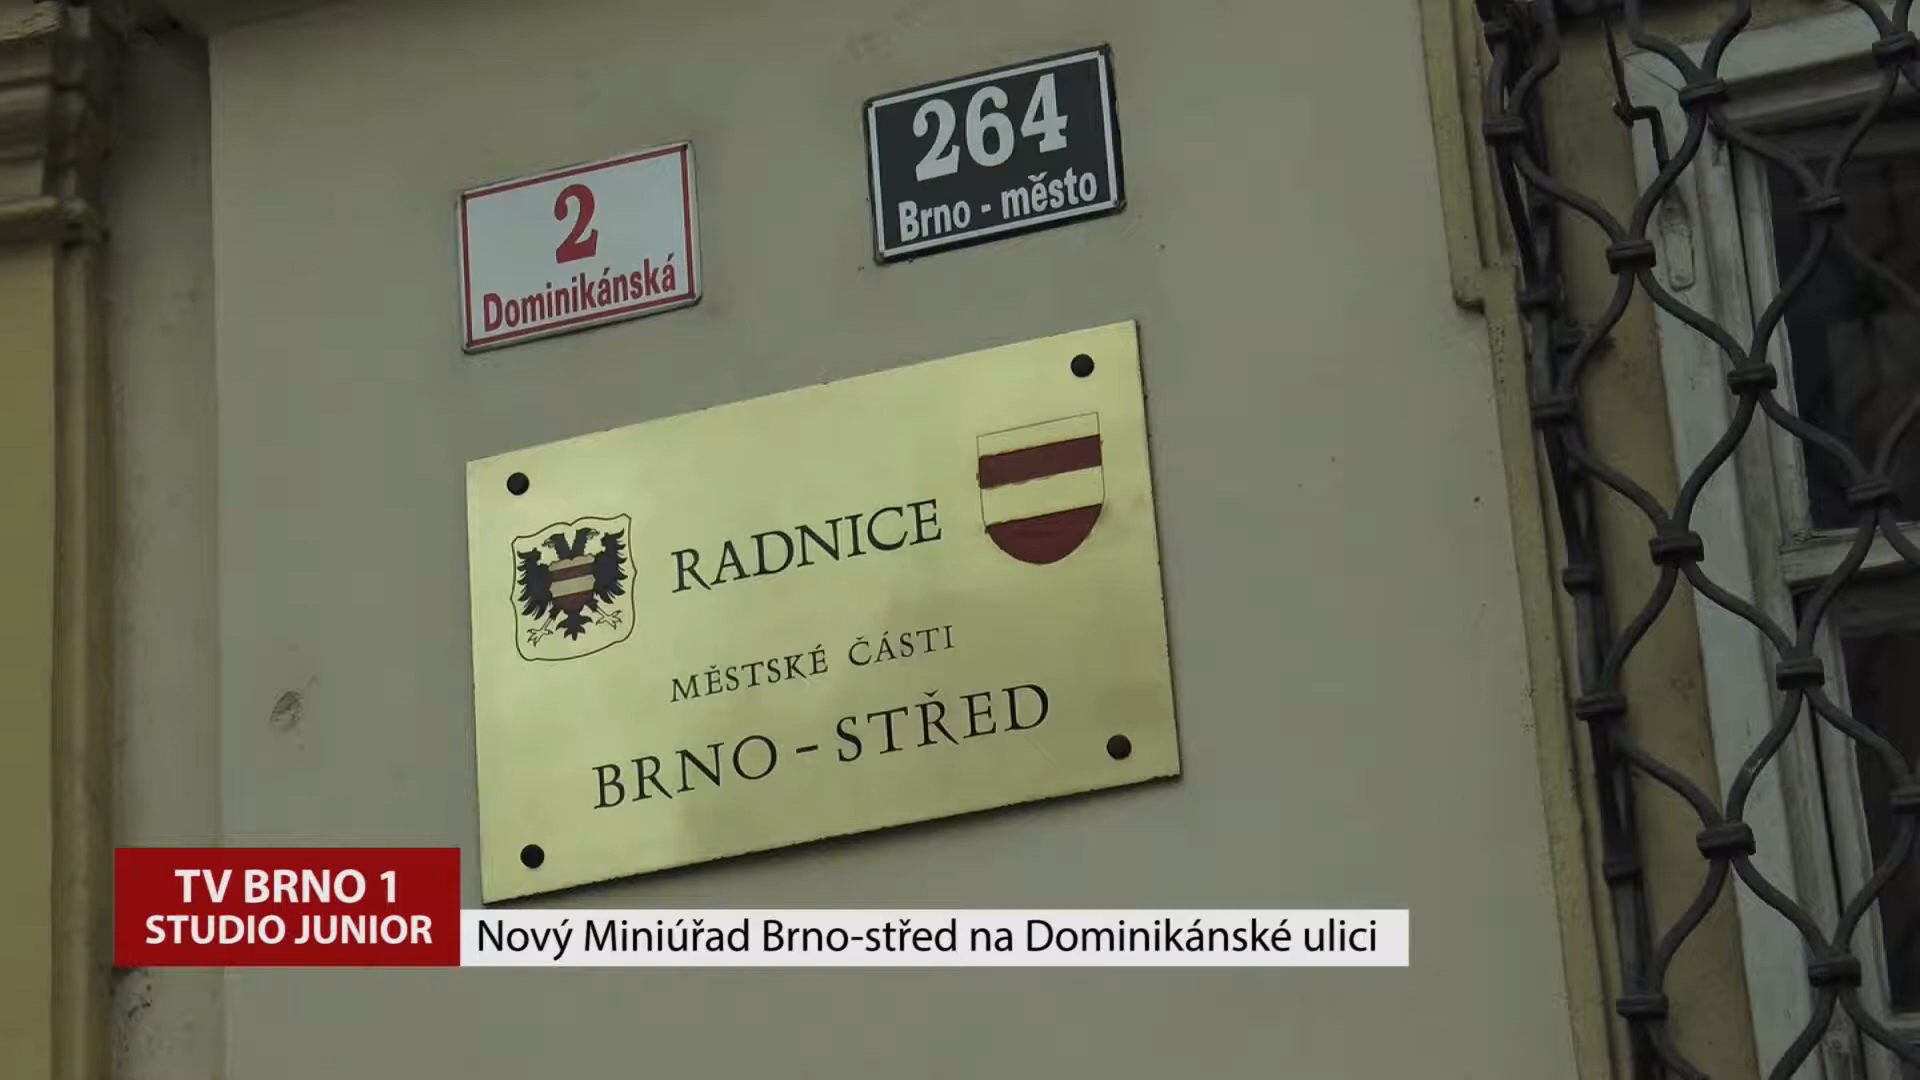 264
Brno - město
2
Dominikánská
RADNICE
MĚSTSKÉ ČÁSTI
BRNO - STŘED
TV BRNO 1
STUDIO JUNIOR
Nový Miniúřad Brno-střed na Dominikánské ulici